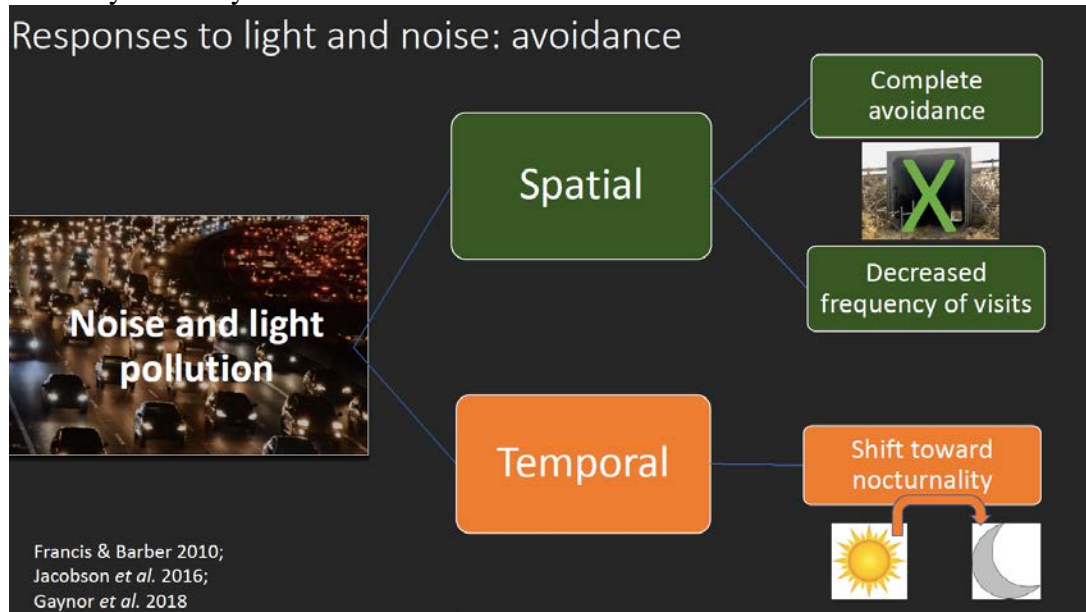 Responses to light and noise: avoidance
Noise and light
pollution
Spatial
Complete
avoidance
X
Decreased
frequency of visits
Temporal
Shift toward
nocturnality
Francis & Barber 2010;
Jacobson et al. 2016;
Gaynor et al. 2018